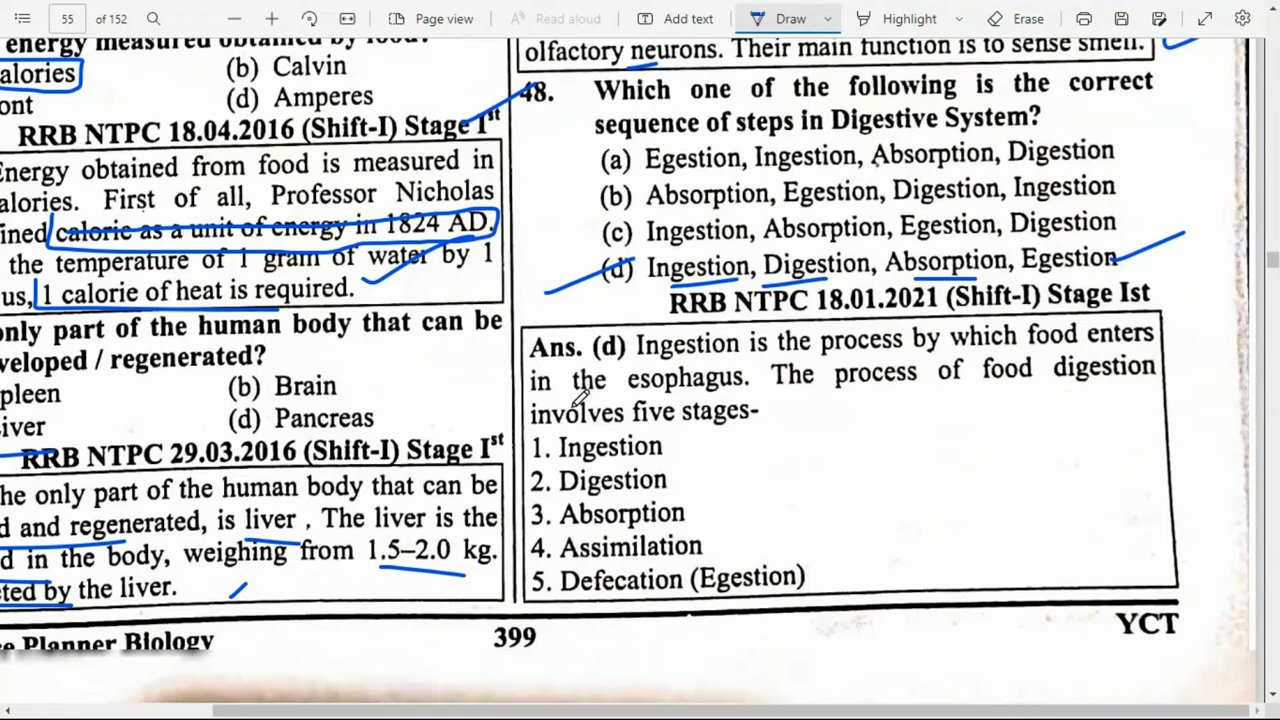 55 of 152
Page view
Read aloud
Add text
Draw
Highlight
Erase
energy measured obtained by food?
alories
(b) Calvin
ont
(d) Amperes
RRB NTPC 18.04.2016 (Shift-I) Stage Ist
Energy obtained from food is measured in
alories. First of all, Professor Nicholas
ined calorie as a unit of energy in 1824 AD.
the temperature of 1 gram of water by 1
us, 1 calorie of heat is required.
only part of the human body that can be
veloped / regenerated?
pleen
(b) Brain
iver
(d) Pancreas
RRB NTPC 29.03.2016 (Shift-I) Stage Ist
he only part of the human body that can be
d and regenerated, is liver , The liver is the
d in the body, weighing from 1.5–2.0 kg.
eted by the liver.
e Planner Biology
olfactory neurons. Their main function is to sense smell.
48. Which one of the following is the correct
sequence of steps in Digestive System?
(a) Egestion, Ingestion, Absorption, Digestion
(b) Absorption, Egestion, Digestion, Ingestion
(c) Ingestion, Absorption, Egestion, Digestion
(d) Ingestion, Digestion, Absorption, Egestion
RRB NTPC 18.01.2021 (Shift-I) Stage Ist
Ans. (d) Ingestion is the process by which food enters
in the esophagus. The process of food digestion
involves five stages-
1. Ingestion
2. Digestion
3. Absorption
4. Assimilation
5. Defecation (Egestion)
399
YCT